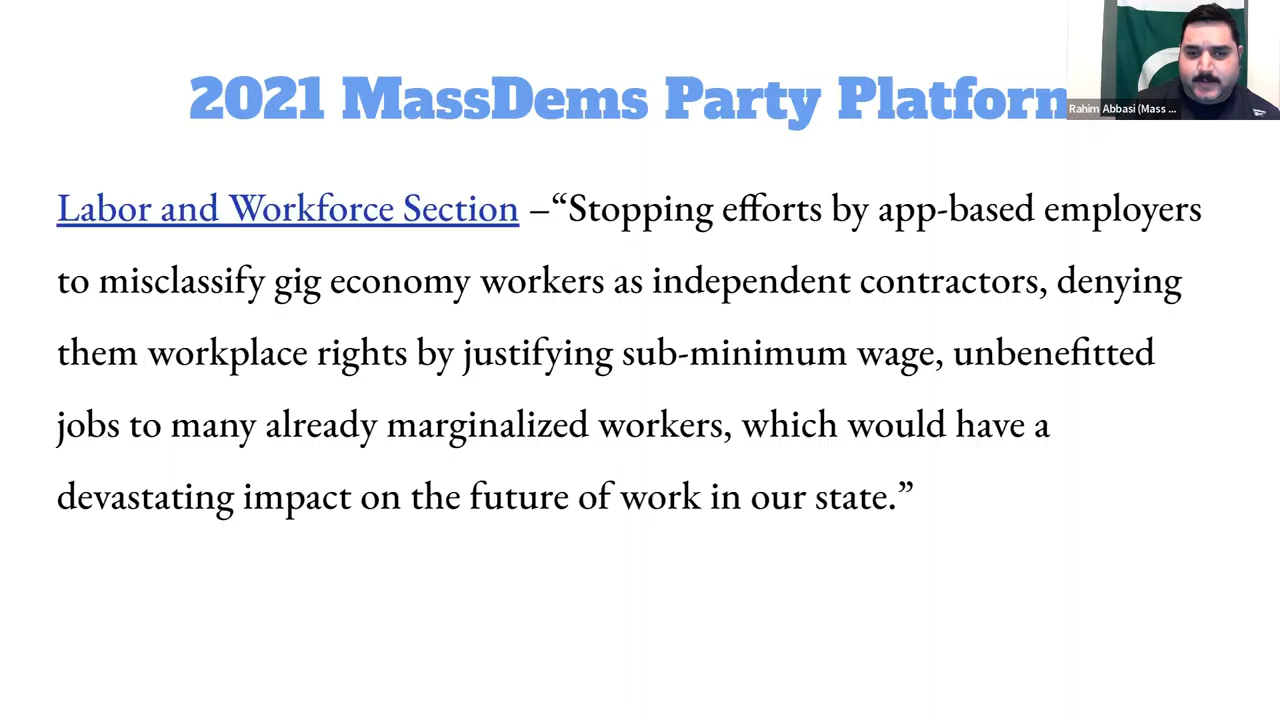 2021 MassDems Party Platform
Rahim Abbasi (Mass ...
Labor and Workforce Section –“Stopping efforts by app-based employers
to misclassify gig economy workers as independent contractors, denying
them workplace rights by justifying sub-minimum wage, unbenefitted
jobs to many already marginalized workers, which would have a
devastating impact on the future of work in our state.”